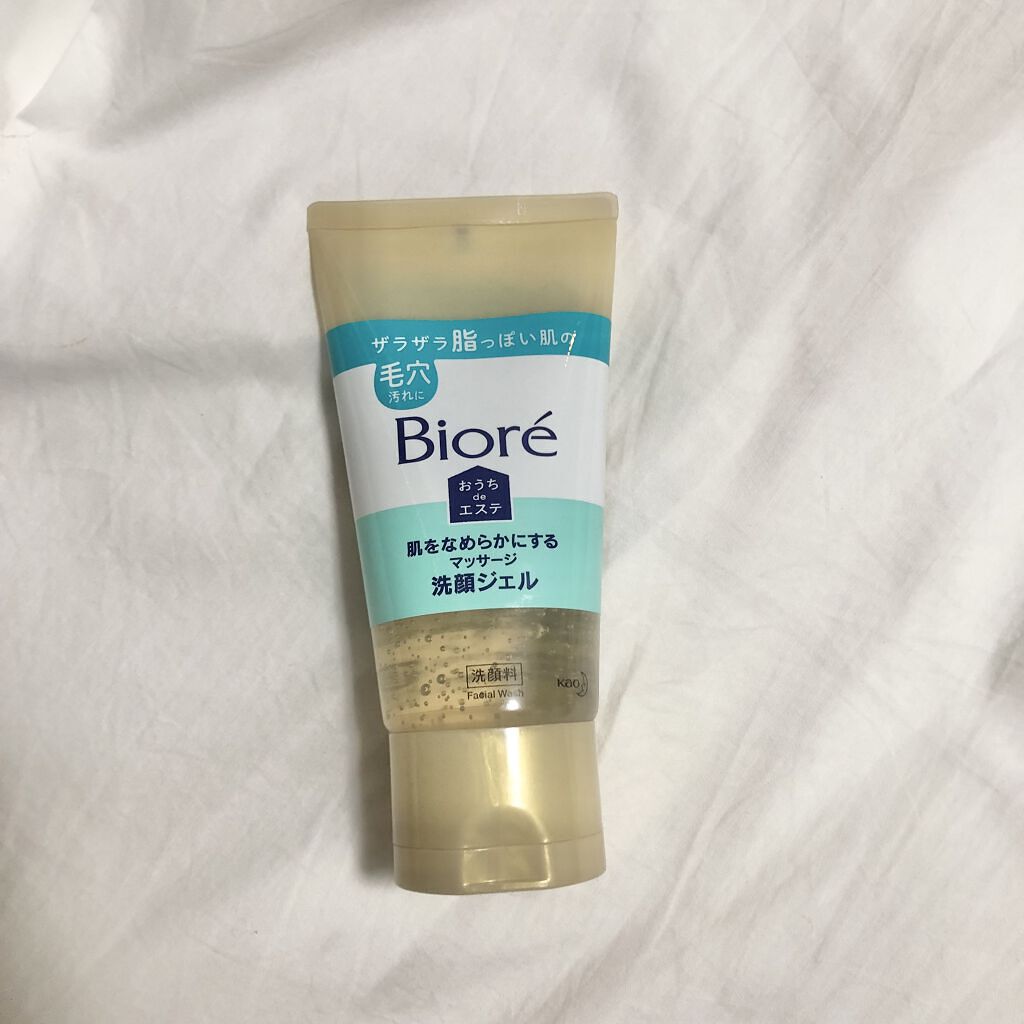 ザラザラ脂っぽい肌の
毛穴
汚れに
Bioré
おうち
de
エステ
肌をなめらかにする
マッサージ
洗顔ジェル
洗顔料
Facial Wash
Kao